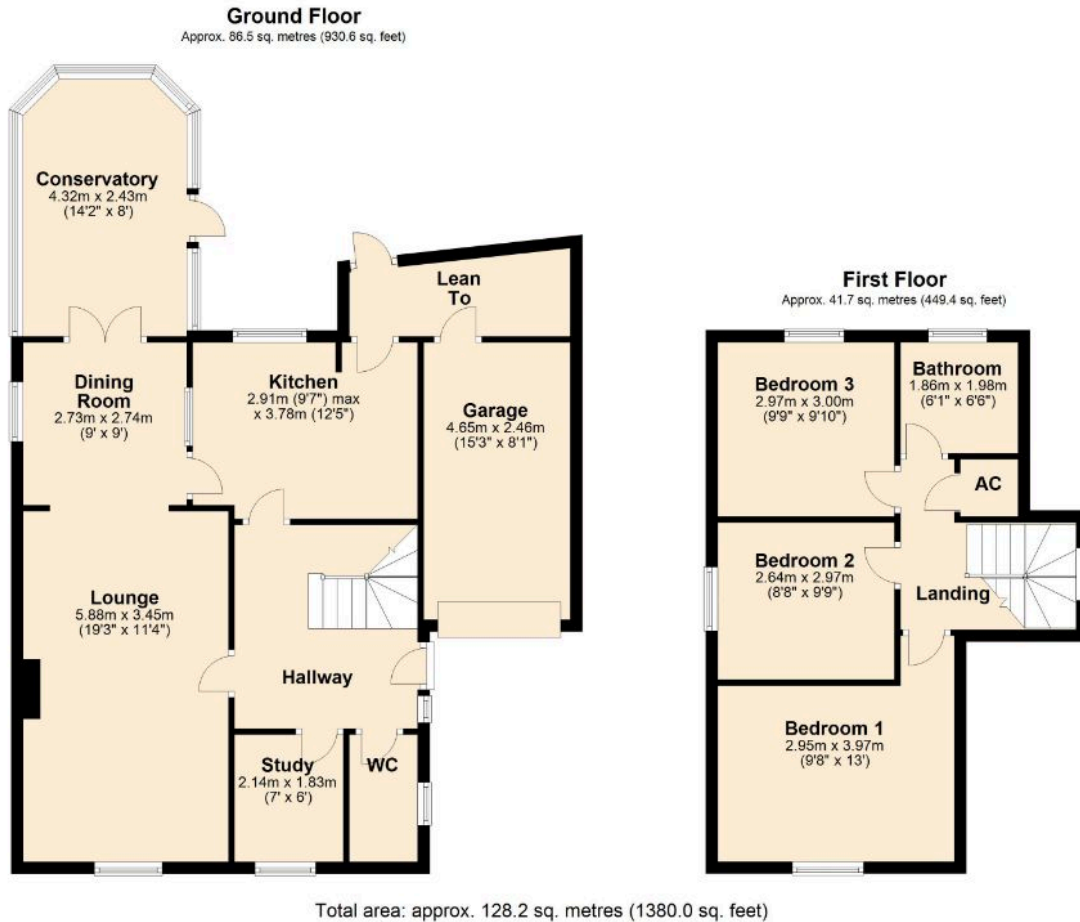 Ground Floor
Approx. 86.5 sq. metres (930.6 sq. feet)
Conservatory
4.32m x 2.43m
(14'2" x 8')
Lean
To
Dining
Room
2.73m x 2.74m
(9' x 9')
Kitchen
2.91m (9'7") max
x 3.78m (12'5")
Garage
4.65m x 2.46m
(15'3" x 8'1")
Lounge
5.88m x 3.45m
(19'3" x 11'4")
Hallway
Study
2.14m x 1.83m
(7' x 6')
WC
First Floor
Approx. 41.7 sq. metres (449.4 sq. feet)
Bedroom 3
2.97m x 3.00m
(9'9" x 9'10")
Bathroom
1.86m x 1.98m
(6'1" x 6'6")
AC
Bedroom 2
2.64m x 2.97m
(8'8" x 9'9")
Landing
Bedroom 1
2.95m x 3.97m
(9'8" x 13')
Total area: approx. 128.2 sq. metres (1380.0 sq. feet)